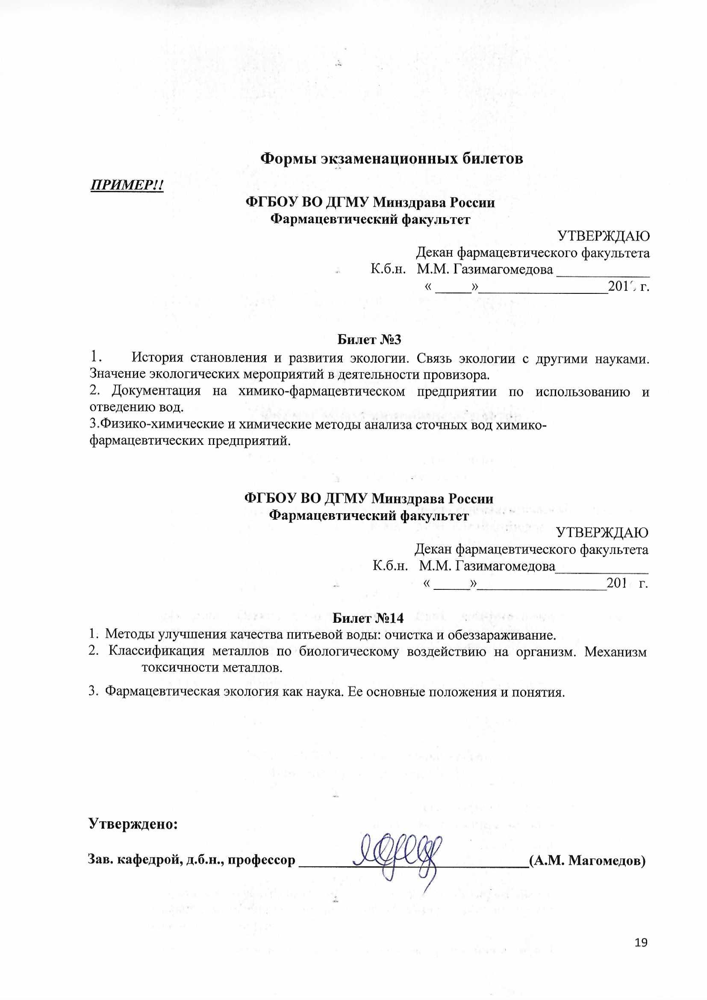 Формы экзаменационных билетов
ПРИМЕР!!
ФГБОУ ВО ДГМУ Минздрава России
Фармацевтический факультет
УТВЕРЖДАЮ
Декан фармацевтического факультета
К.б.н. М.М. Газимагомедова _____________
« _____»__________________201 г.
Билет №3
1. История становления и развития экологии. Связь экологии с другими науками.
Значение экологических мероприятий в деятельности провизора.
2. Документация на химико-фармацевтическом предприятии по использованию и
отведению вод.
3.Физико-химические и химические методы анализа сточных вод химико-
фармацевтических предприятий.
ФГБОУ ВО ДГМУ Минздрава России
Фармацевтический факультет
УТВЕРЖДАЮ
Декан фармацевтического факультета
К.б.н. М.М. Газимагомедова_____________
« _____»__________________201 г.
Билет №14
1. Методы улучшения качества питьевой воды: очистка и обеззараживание.
2. Классификация металлов по биологическому воздействию на организм. Механизм
токсичности металлов.
3. Фармацевтическая экология как наука. Ее основные положения и понятия.
Утверждено:
Зав. кафедрой, д.б.н., профессор ______________________________(А.М. Магомедов)
19